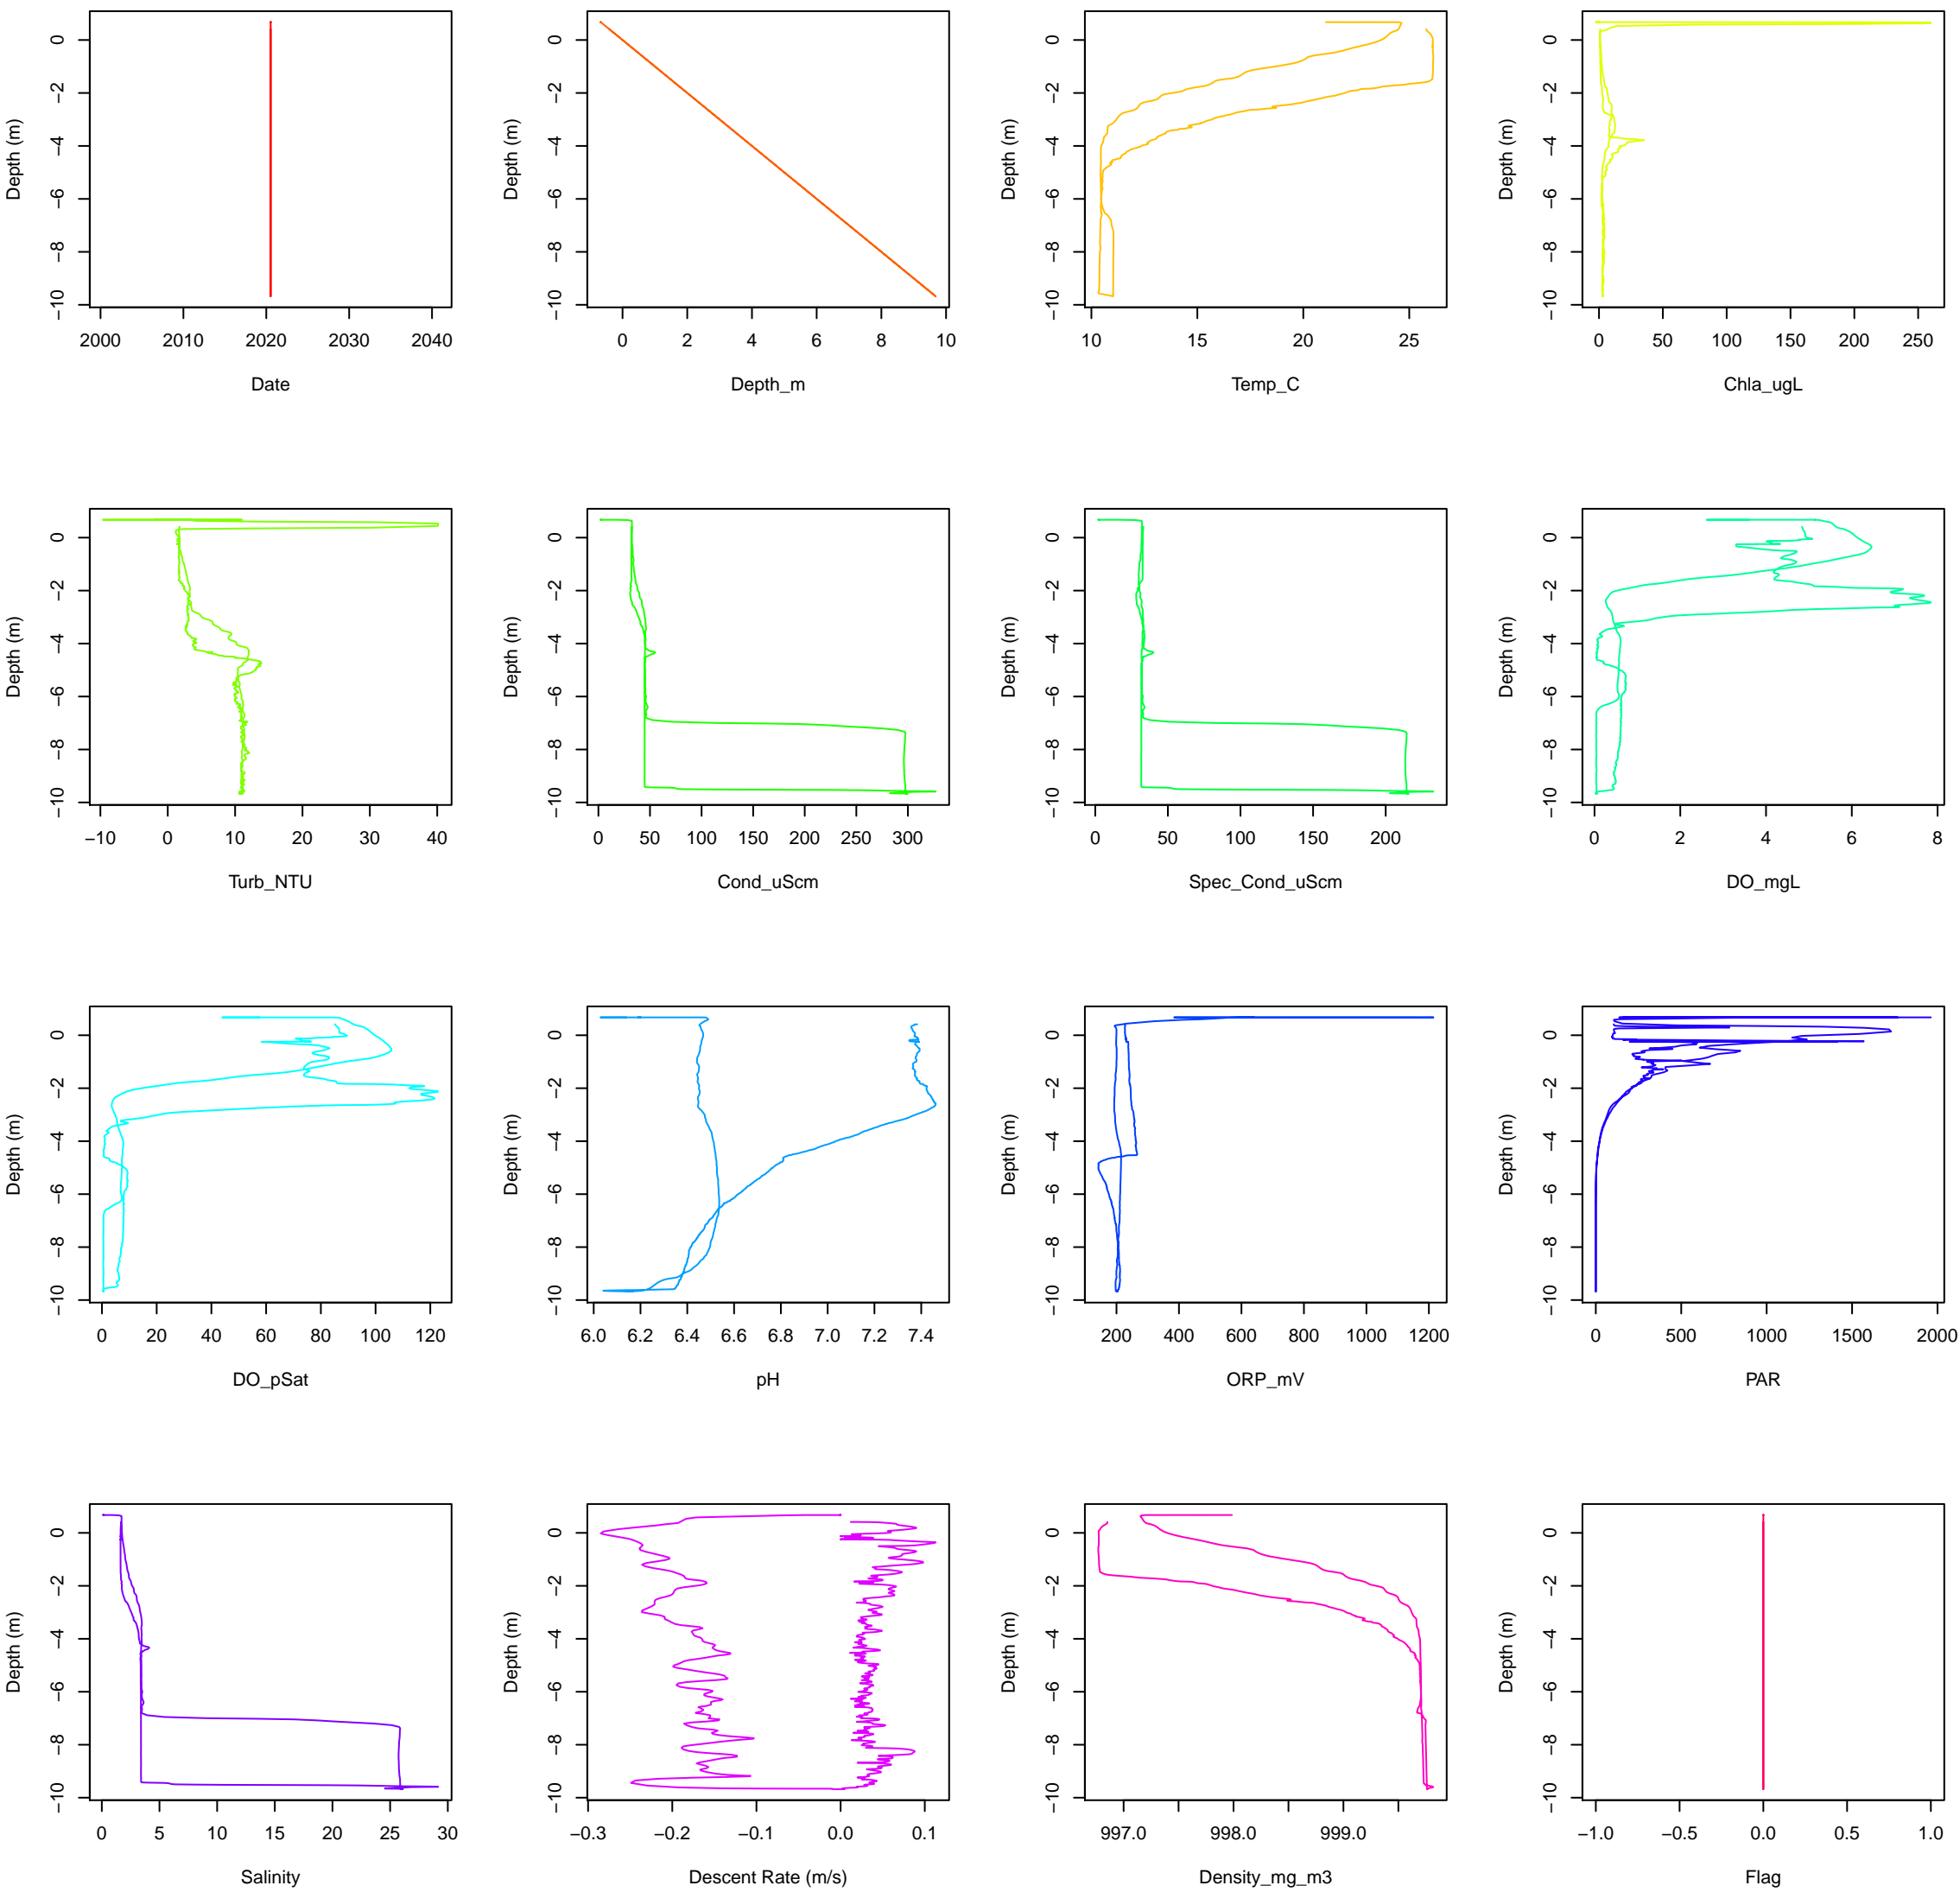 Depth (m)
0
−2
−4
−6
−8
−10
2000 2010 2020 2030 2040
Date
Depth (m)
0
−2
−4
−6
−8
−10
0 2 4 6 8 10
Depth_m
Depth (m)
0
−2
−4
−6
−8
−10
10 15 20 25
Temp_C
Depth (m)
0
−2
−4
−6
−8
−10
0 50 100 150 200 250
Chla_ugL
Depth (m)
0
−2
−4
−6
−8
−10
−10 0 10 20 30 40
Turb_NTU
Depth (m)
0
−2
−4
−6
−8
−10
0 50 100 150 200 250 300
Cond_uScm
Depth (m)
0
−2
−4
−6
−8
−10
0 50 100 150 200
Spec_Cond_uScm
Depth (m)
0
−2
−4
−6
−8
−10
0 2 4 6 8
DO_mgL
Depth (m)
0
−2
−4
−6
−8
−10
0 20 40 60 80 100 120
DO_pSat
Depth (m)
0
−2
−4
−6
−8
−10
6.0 6.2 6.4 6.6 6.8 7.0 7.2 7.4
pH
Depth (m)
0
−2
−4
−6
−8
−10
200 400 600 800 1000 1200
ORP_mV
Depth (m)
0
−2
−4
−6
−8
−10
0 500 1000 1500 2000
PAR
Depth (m)
0
−2
−4
−6
−8
−10
0 5 10 15 20 25 30
Salinity
Depth (m)
0
−2
−4
−6
−8
−10
−0.3 −0.2 −0.1 0.0 0.1
Descent Rate (m/s)
Depth (m)
0
−2
−4
−6
−8
−10
997.0 998.0 999.0
Density_mg_m3
Depth (m)
0
−2
−4
−6
−8
−10
−1.0 −0.5 0.0 0.5 1.0
Flag